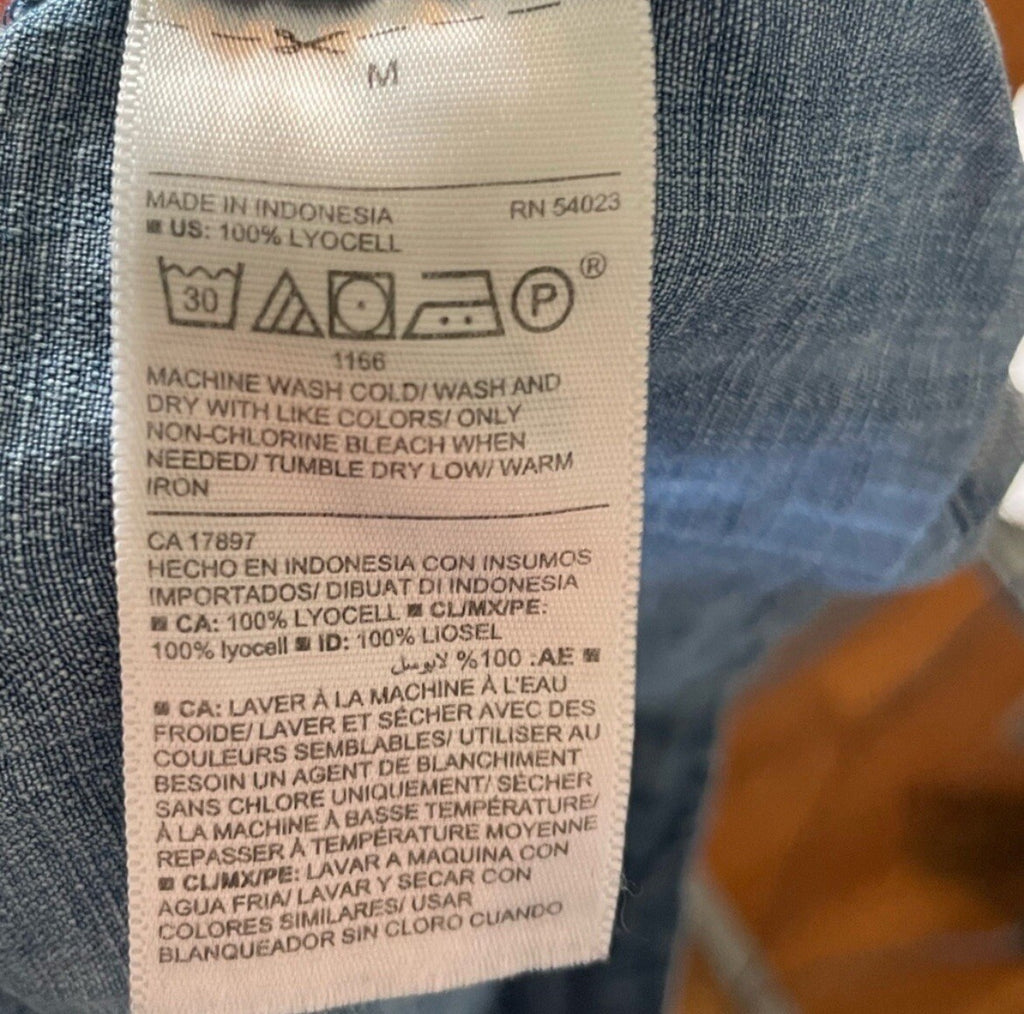 M
MADE IN INDONESIA RN 54023
US: 100% LYOCELL
30 P ®
1166
MACHINE WASH COLD/ WASH AND
DRY WITH LIKE COLORS/ ONLY
NON-CHLORINE BLEACH WHEN
NEEDED/ TUMBLE DRY LOW/ WARM
IRON
CA 17897
HECHO EN INDONESIA CON INSUMOS
IMPORTADOS/ DIBUAT DI INDONESIA
CA: 100% LYOCELL CL/MX/PE:
100% lyocell ID: 100% LIOSEL
AE: 100% لايوسل
CA: LAVER À LA MACHINE À L'EAU
FROIDE/ LAVER ET SÉCHER AVEC DES
COULEURS SEMBLABLES/ UTILISER AU
BESOIN UN AGENT DE BLANCHIMENT
SANS CHLORE UNIQUEMENT/ SÉCHER
À LA MACHINE À BASSE TEMPÉRATURE/
REPASSER À TEMPÉRATURE MOYENNE
CL/MX/PE: LAVAR A MAQUINA CON
AGUA FRIA/ LAVAR Y SECAR CON
COLORES SIMILARES/ USAR
BLANQUEADOR SIN CLORO CUANDO